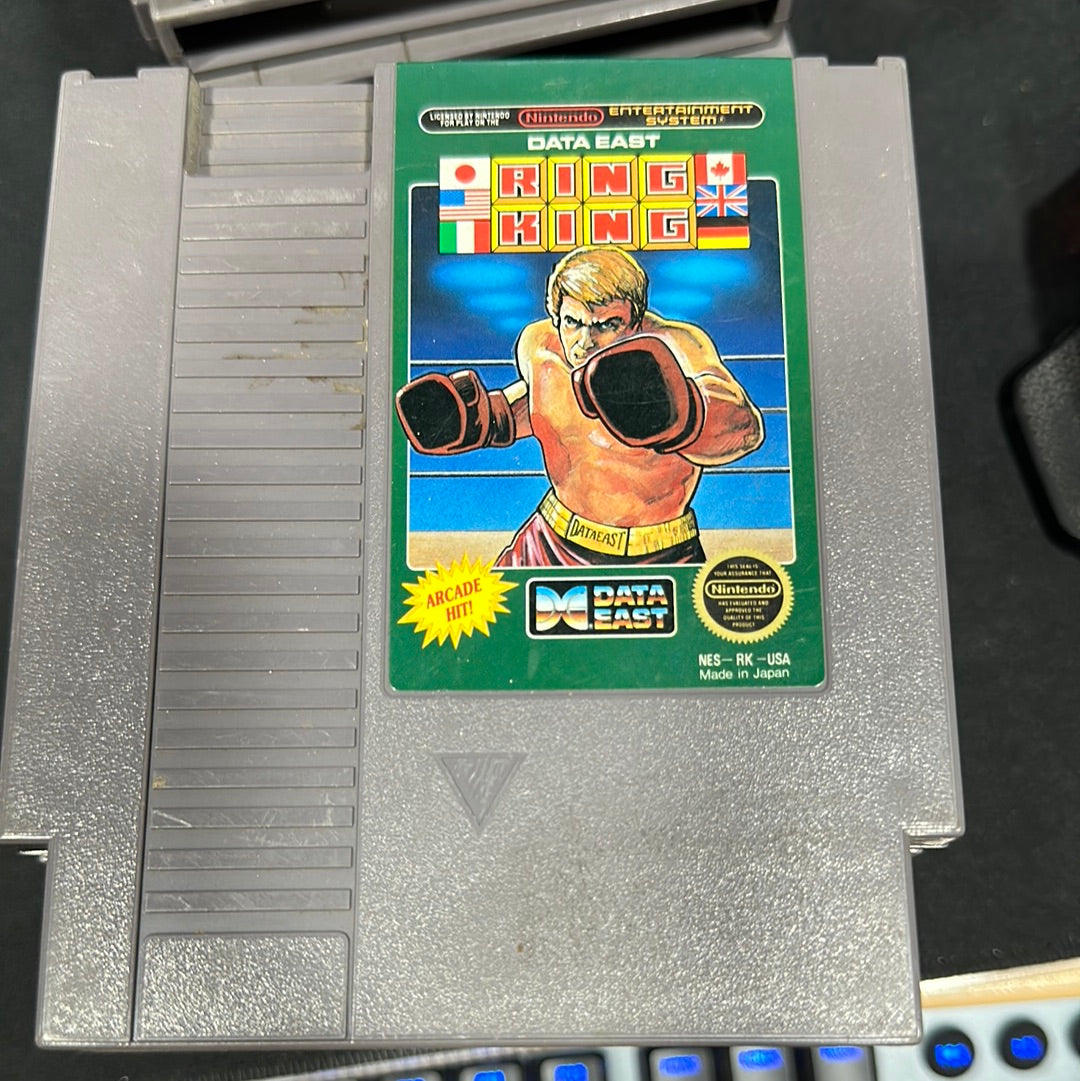 LICENSED BY NINTENDO
FOR PLAY ON THE
Nintendo
ENTERTAINMENT
SYSTEM
DATA EAST
RING
KING
DATA EAST
ARCADE
HIT!
DATA
EAST
THIS SEAL IS
YOUR ASSURANCE THAT
Nintendo
HAS EVALUATED AND
APPROVED THE
QUALITY OF THIS
PRODUCT
NES-RK-USA
Made in Japan